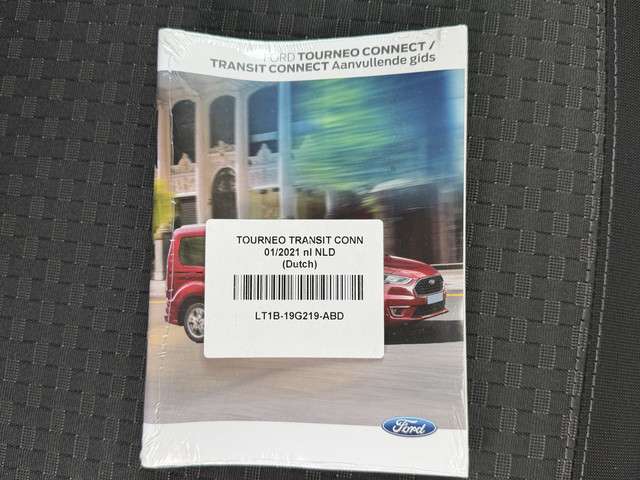 FORD TOURNEO CONNECT /
TRANSIT CONNECT Aanvullende gids
TOURNEO TRANSIT CONN
01/2021 nl NLD
(Dutch)
LT1B-19G219-ABD
Ford